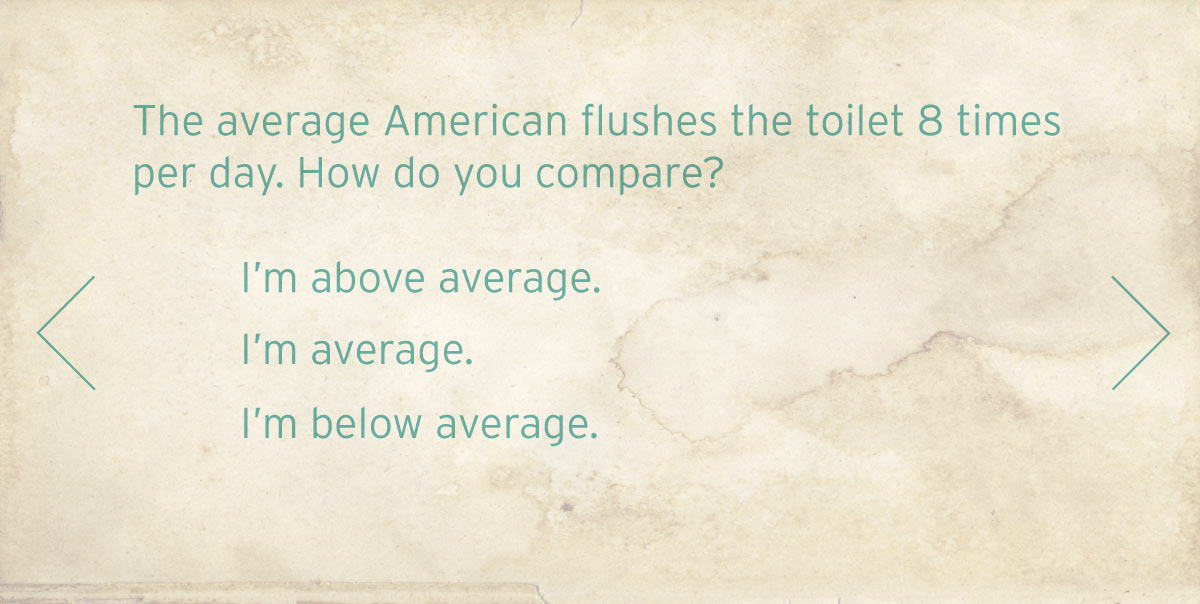 The average American flushes the toilet 8 times
per day. How do you compare?
I’m above average.
I’m average.
I’m below average.